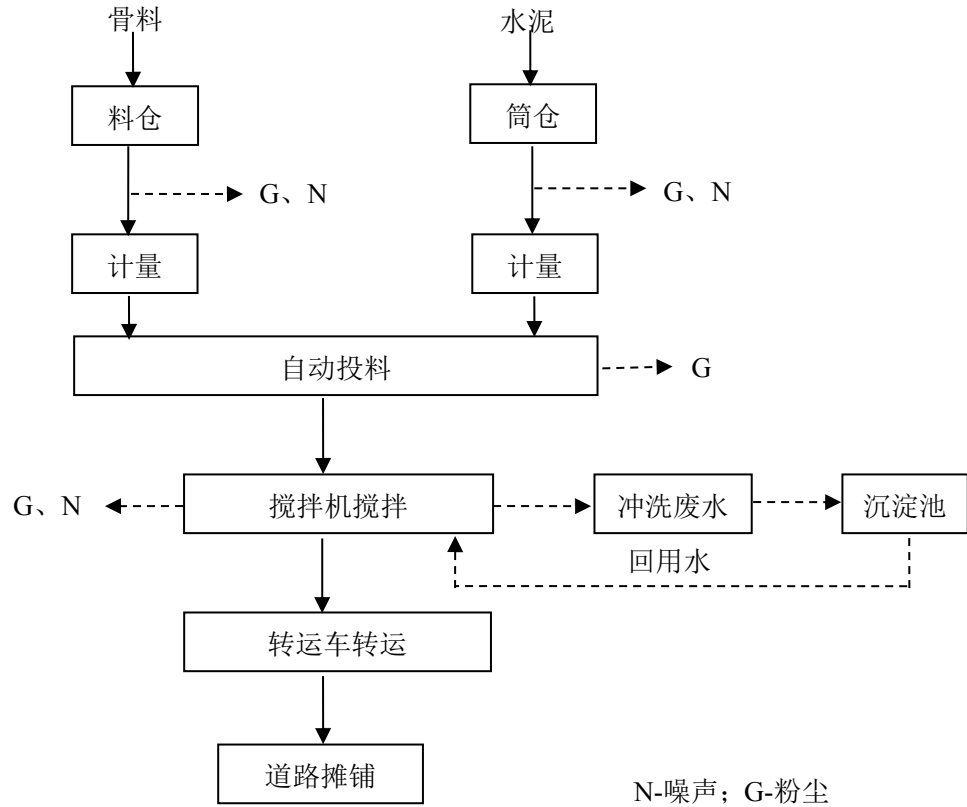 骨料
水泥
料仓
筒仓
G、N
G、N
计量
计量
自动投料
G
G、N
搅拌机搅拌
冲洗废水
沉淀池
回用水
转运车转运
道路摊铺
N-噪声；G-粉尘